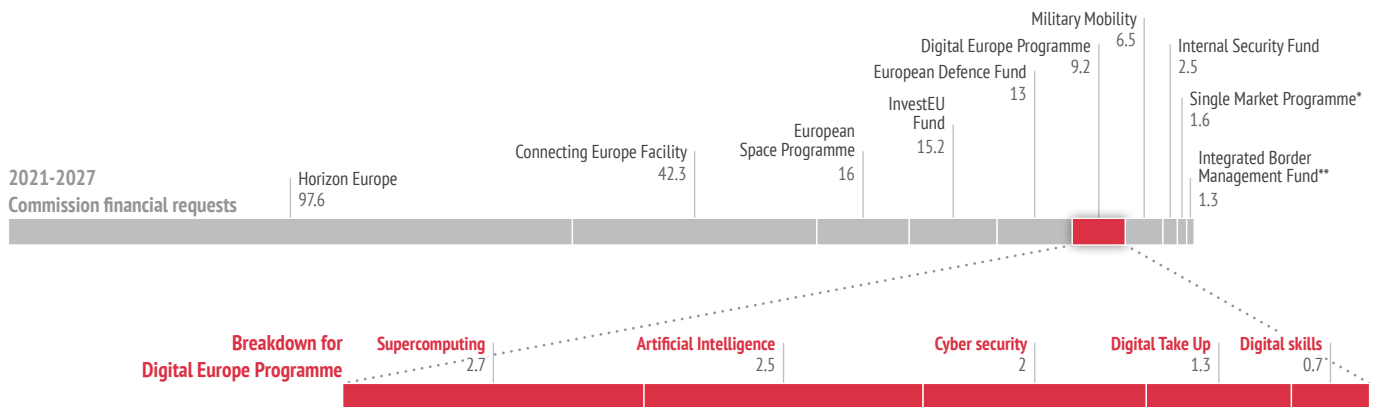 2021-2027
Commission financial requests
Horizon Europe
97.6
Connecting Europe Facility
42.3
European
Space Programme
16
InvestEU
Fund
15.2
European Defence Fund
13
Digital Europe Programme
9.2
Military Mobility
6.5
Internal Security Fund
2.5
Single Market Programme*
1.6
Integrated Border
Management Fund**
1.3
Breakdown for
Digital Europe Programme
Supercomputing
2.7
Artificial Intelligence
2.5
Cyber security
2
Digital Take Up
1.3
Digital skills
0.7